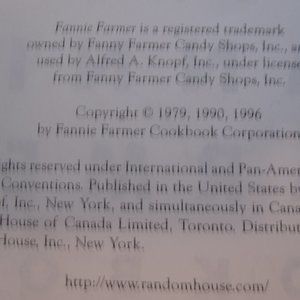 Fannie Farmer is a registered trademark
owned by Fanny Farmer Candy Shops, Inc., a
used by Alfred A. Knopf, Inc., under license
from Fanny Farmer Candy Shops, Inc.
Copyright © 1979, 1990, 1996
by Fannie Farmer Cookbook Corporation
ights reserved under International and Pan-Amer
Conventions. Published in the United States b
f, Inc., New York, and simultaneously in Cana
House of Canada Limited, Toronto. Distribut
House, Inc., New York.
http://www.randomhouse.com/